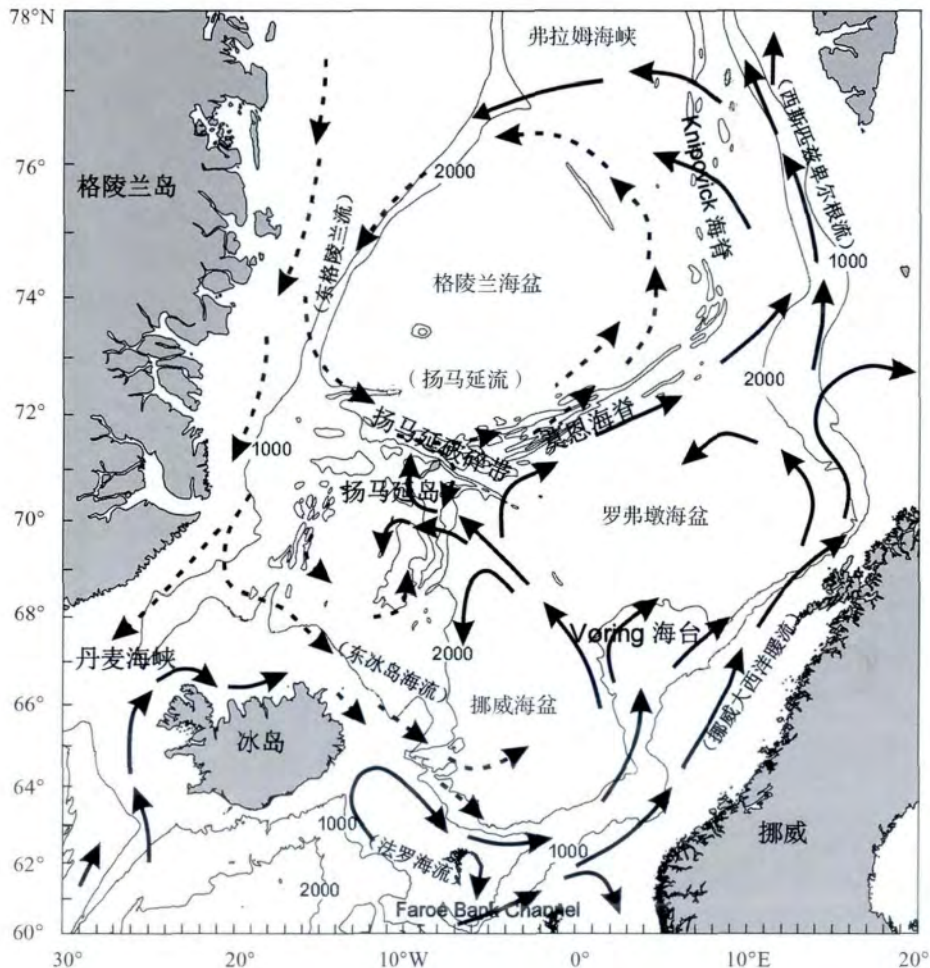 78°N
弗拉姆海峡
(西斯匹兹卑尔根流)
76°
2000
Knipovick 海脊
格陵兰岛
(东格陵兰流)
格陵兰海盆
1000
74°
(扬马延流)
2000
72°
扬马延破碎带
赛恩海脊
1000
扬马延岛
罗弗墩海盆
70°
68°
2000
Vøring 海台
丹麦海峡
(东冰岛海流)
(挪威大西洋暖流)
66°
挪威海盆
冰岛
64°
1000
挪威
1000
62°
法罗海流)
2000
Faroe Bank Channel
60°
30°
20°
10°W
0°
10°E
20°